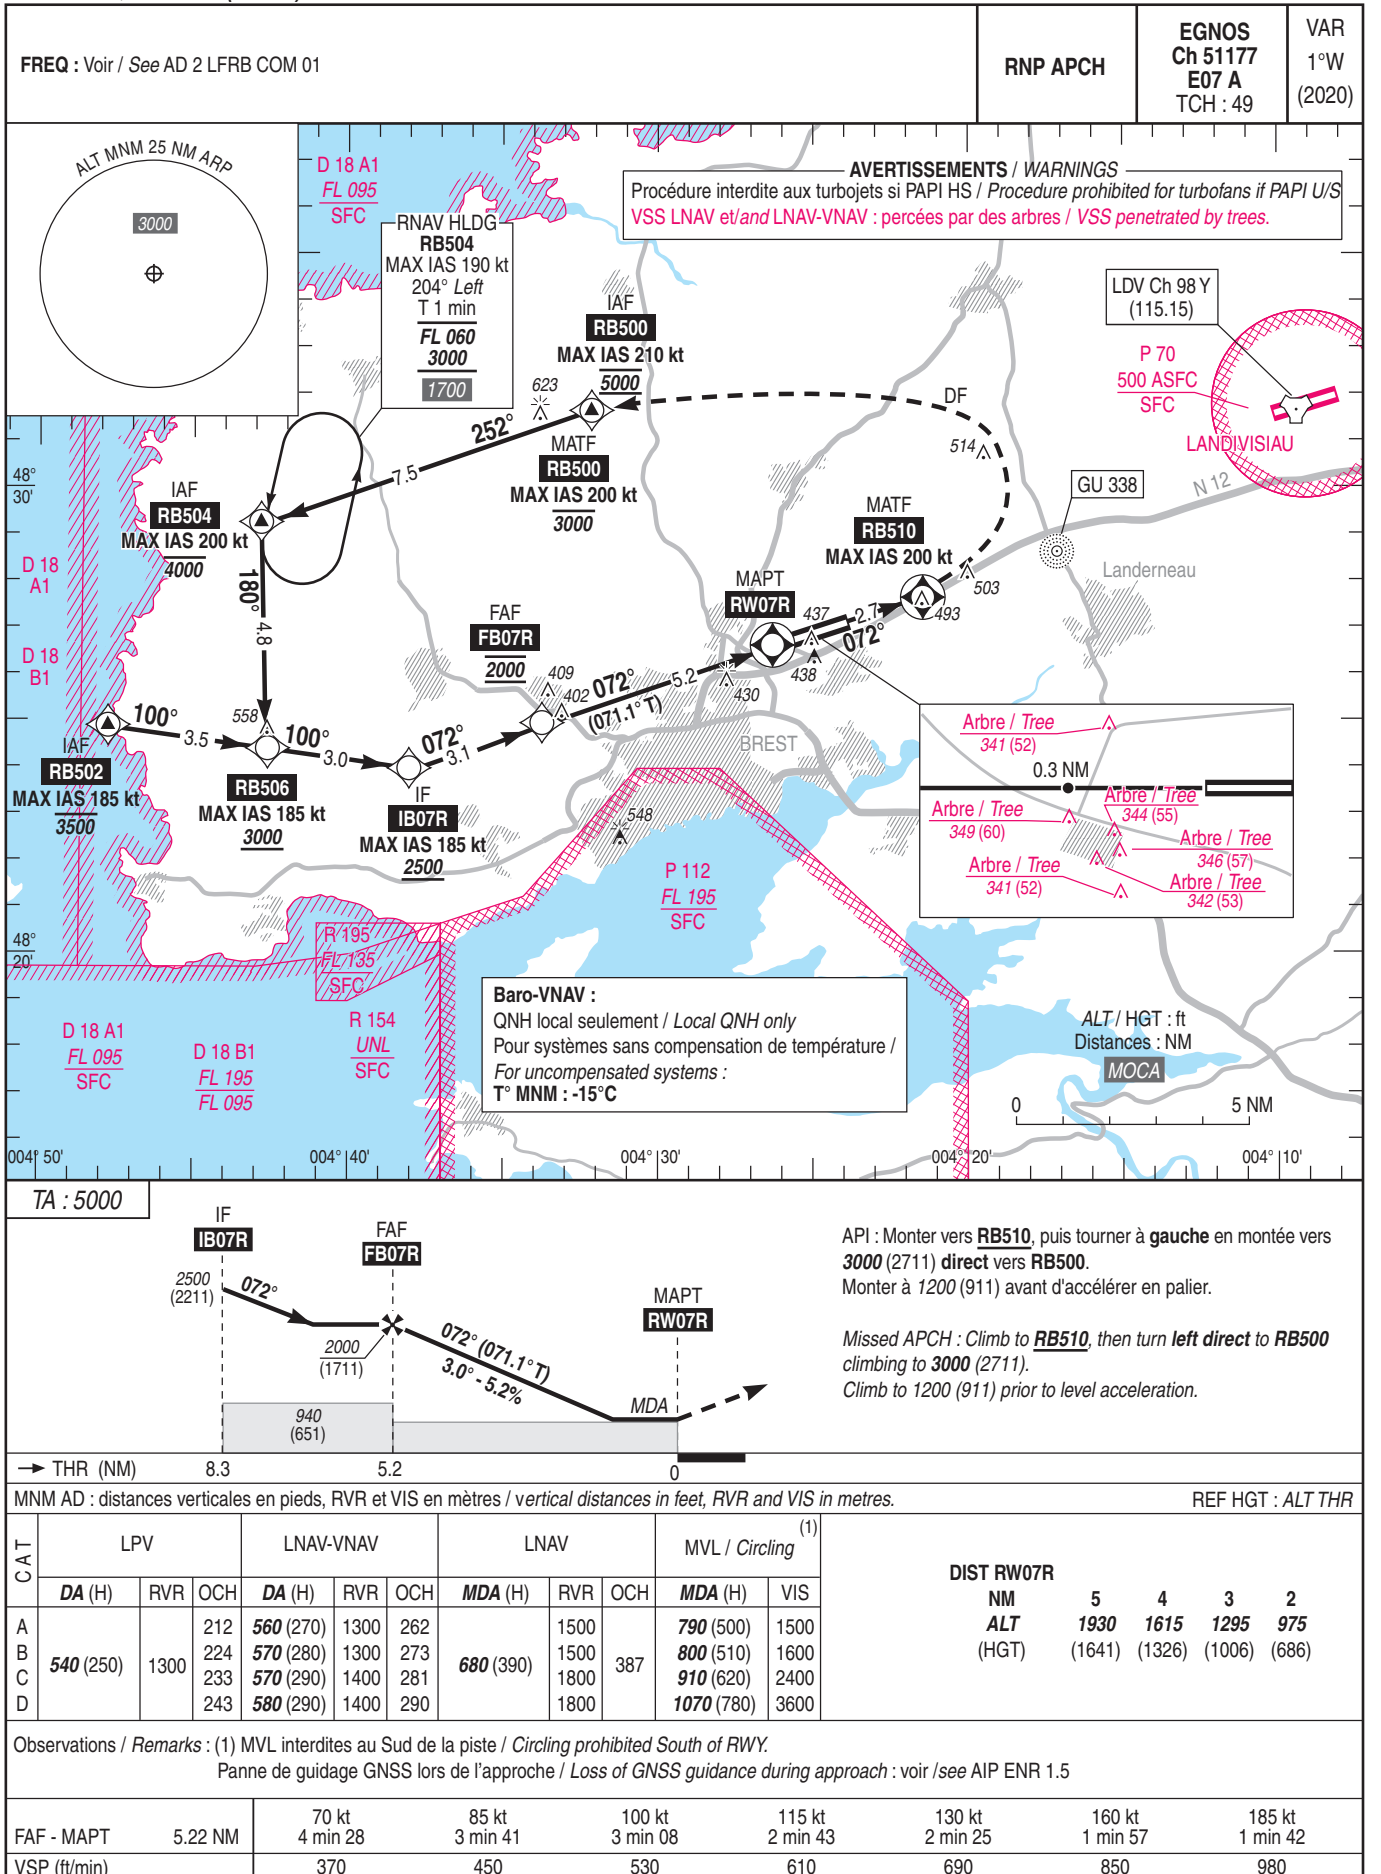 FREQ : Voir / See AD 2 LFRB COM 01
RNP APCH
EGNOS
Ch 51177
E07 A
TCH : 49
VAR
1°W
(2020)
ALT MNM 25 NM ARP
3000
D 18 A1
FL 095
SFC
AVERTISSEMENTS / WARNINGS
Procédure interdite aux turbojets si PAPI HS / Procedure prohibited for turbofans if PAPI U/S
VSS LNAV et/and LNAV-VNAV : percées par des arbres / VSS penetrated by trees.
RNAV HLDG
RB504
MAX IAS 190 kt
204° Left
T 1 min
FL 060
3000
1700
IAF
RB500
MAX IAS 210 kt
5000
623
MATF
RB500
MAX IAS 200 kt
3000
252°
7.5
LDV Ch 98 Y
(115.15)
P 70
500 ASFC
SFC
LANDIVISIAU
DF
514
GU 338
N 12
48°
30'
IAF
RB504
MAX IAS 200 kt
4000
MATF
RB510
MAX IAS 200 kt
D 18
A1
180°
4.8
MAPT
RW07R
437
2.7
072°
493
503
438
430
Landerneau
FAF
FB07R
2000
409
402
072°
(071.1°T)
5.2
D 18
B1
100°
3.5
558
100°
3.0
072°
3.1
IAF
RB502
MAX IAS 185 kt
3500
RB506
MAX IAS 185 kt
3000
IF
IB07R
MAX IAS 185 kt
2500
BREST
548
Arbre / Tree
341 (52)
0.3 NM
Arbre / Tree
349 (60)
Arbre / Tree
344 (55)
Arbre / Tree
346 (57)
Arbre / Tree
341 (52)
Arbre / Tree
342 (53)
P 112
FL 195
SFC
48°
20'
R 195
FL 135
SFC
R 154
UNL
SFC
D 18 A1
FL 095
SFC
D 18 B1
FL 195
FL 095
Baro-VNAV :
QNH local seulement / Local QNH only
Pour systèmes sans compensation de température /
For uncompensated systems :
T° MNM : -15°C
ALT / HGT : ft
Distances : NM
MOCA
0 5 NM
004° 50' 004° 40' 004° 30' 004° 20' 004° 10'
TA : 5000
IF
IB07R
FAF
FB07R
MAPT
RW07R
2500
(2211)
072°
2000
(1711)
072° (071.1°T)
3.0° - 5.2%
MDA
940
(651)
THR (NM) 8.3 5.2 0
API : Monter vers RB510, puis tourner à gauche en montée vers
3000 (2711) direct vers RB500.
Monter à 1200 (911) avant d'accélérer en palier.
Missed APCH : Climb to RB510, then turn left direct to RB500
climbing to 3000 (2711).
Climb to 1200 (911) prior to level acceleration.
MNM AD : distances verticales en pieds, RVR et VIS en mètres / vertical distances in feet, RVR and VIS in metres. REF HGT : ALT THR
CAT LPV LNAV-VNAV LNAV MVL / Circling (1)
DA (H) RVR OCH DA (H) RVR OCH MDA (H) RVR OCH MDA (H) VIS
A 212 560 (270) 1300 262 1500 790 (500) 1500
B 224 570 (280) 1300 273 1500 800 (510) 1600
540 (250) 1300 680 (390) 387
C 233 570 (290) 1400 281 1800 910 (620) 2400
D 243 580 (290) 1400 290 1800 1070 (780) 3600
DIST RW07R
NM 5 4 3 2
ALT 1930 1615 1295 975
(HGT) (1641) (1326) (1006) (686)
Observations / Remarks : (1) MVL interdites au Sud de la piste / Circling prohibited South of RWY.
Panne de guidage GNSS lors de l'approche / Loss of GNSS guidance during approach : voir /see AIP ENR 1.5
70 kt 85 kt 100 kt 115 kt 130 kt 160 kt 185 kt
FAF - MAPT 5.22 NM 4 min 28 3 min 41 3 min 08 2 min 43 2 min 25 1 min 57 1 min 42
VSP (ft/min) 370 450 530 610 690 850 980